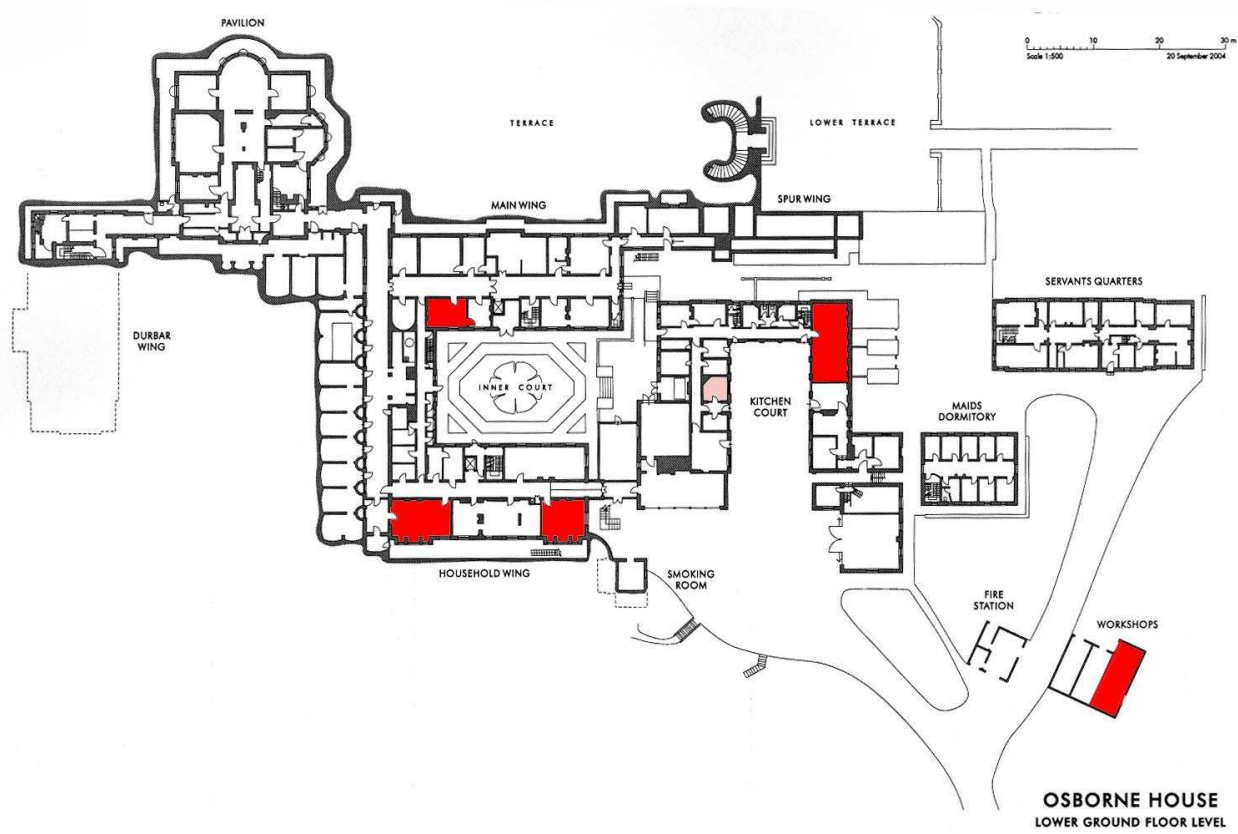 PAVILION
0 10 20 30 m
Scale 1:500 20 September 2004
TERRACE
LOWER TERRACE
MAIN WING
SPUR WING
SERVANTS QUARTERS
DURBAR
WING
INNER COURT
KITCHEN
COURT
MAIDS
DORMITORY
HOUSEHOLD WING
SMOKING
ROOM
FIRE
STATION
WORKSHOPS
OSBORNE HOUSE
LOWER GROUND FLOOR LEVEL